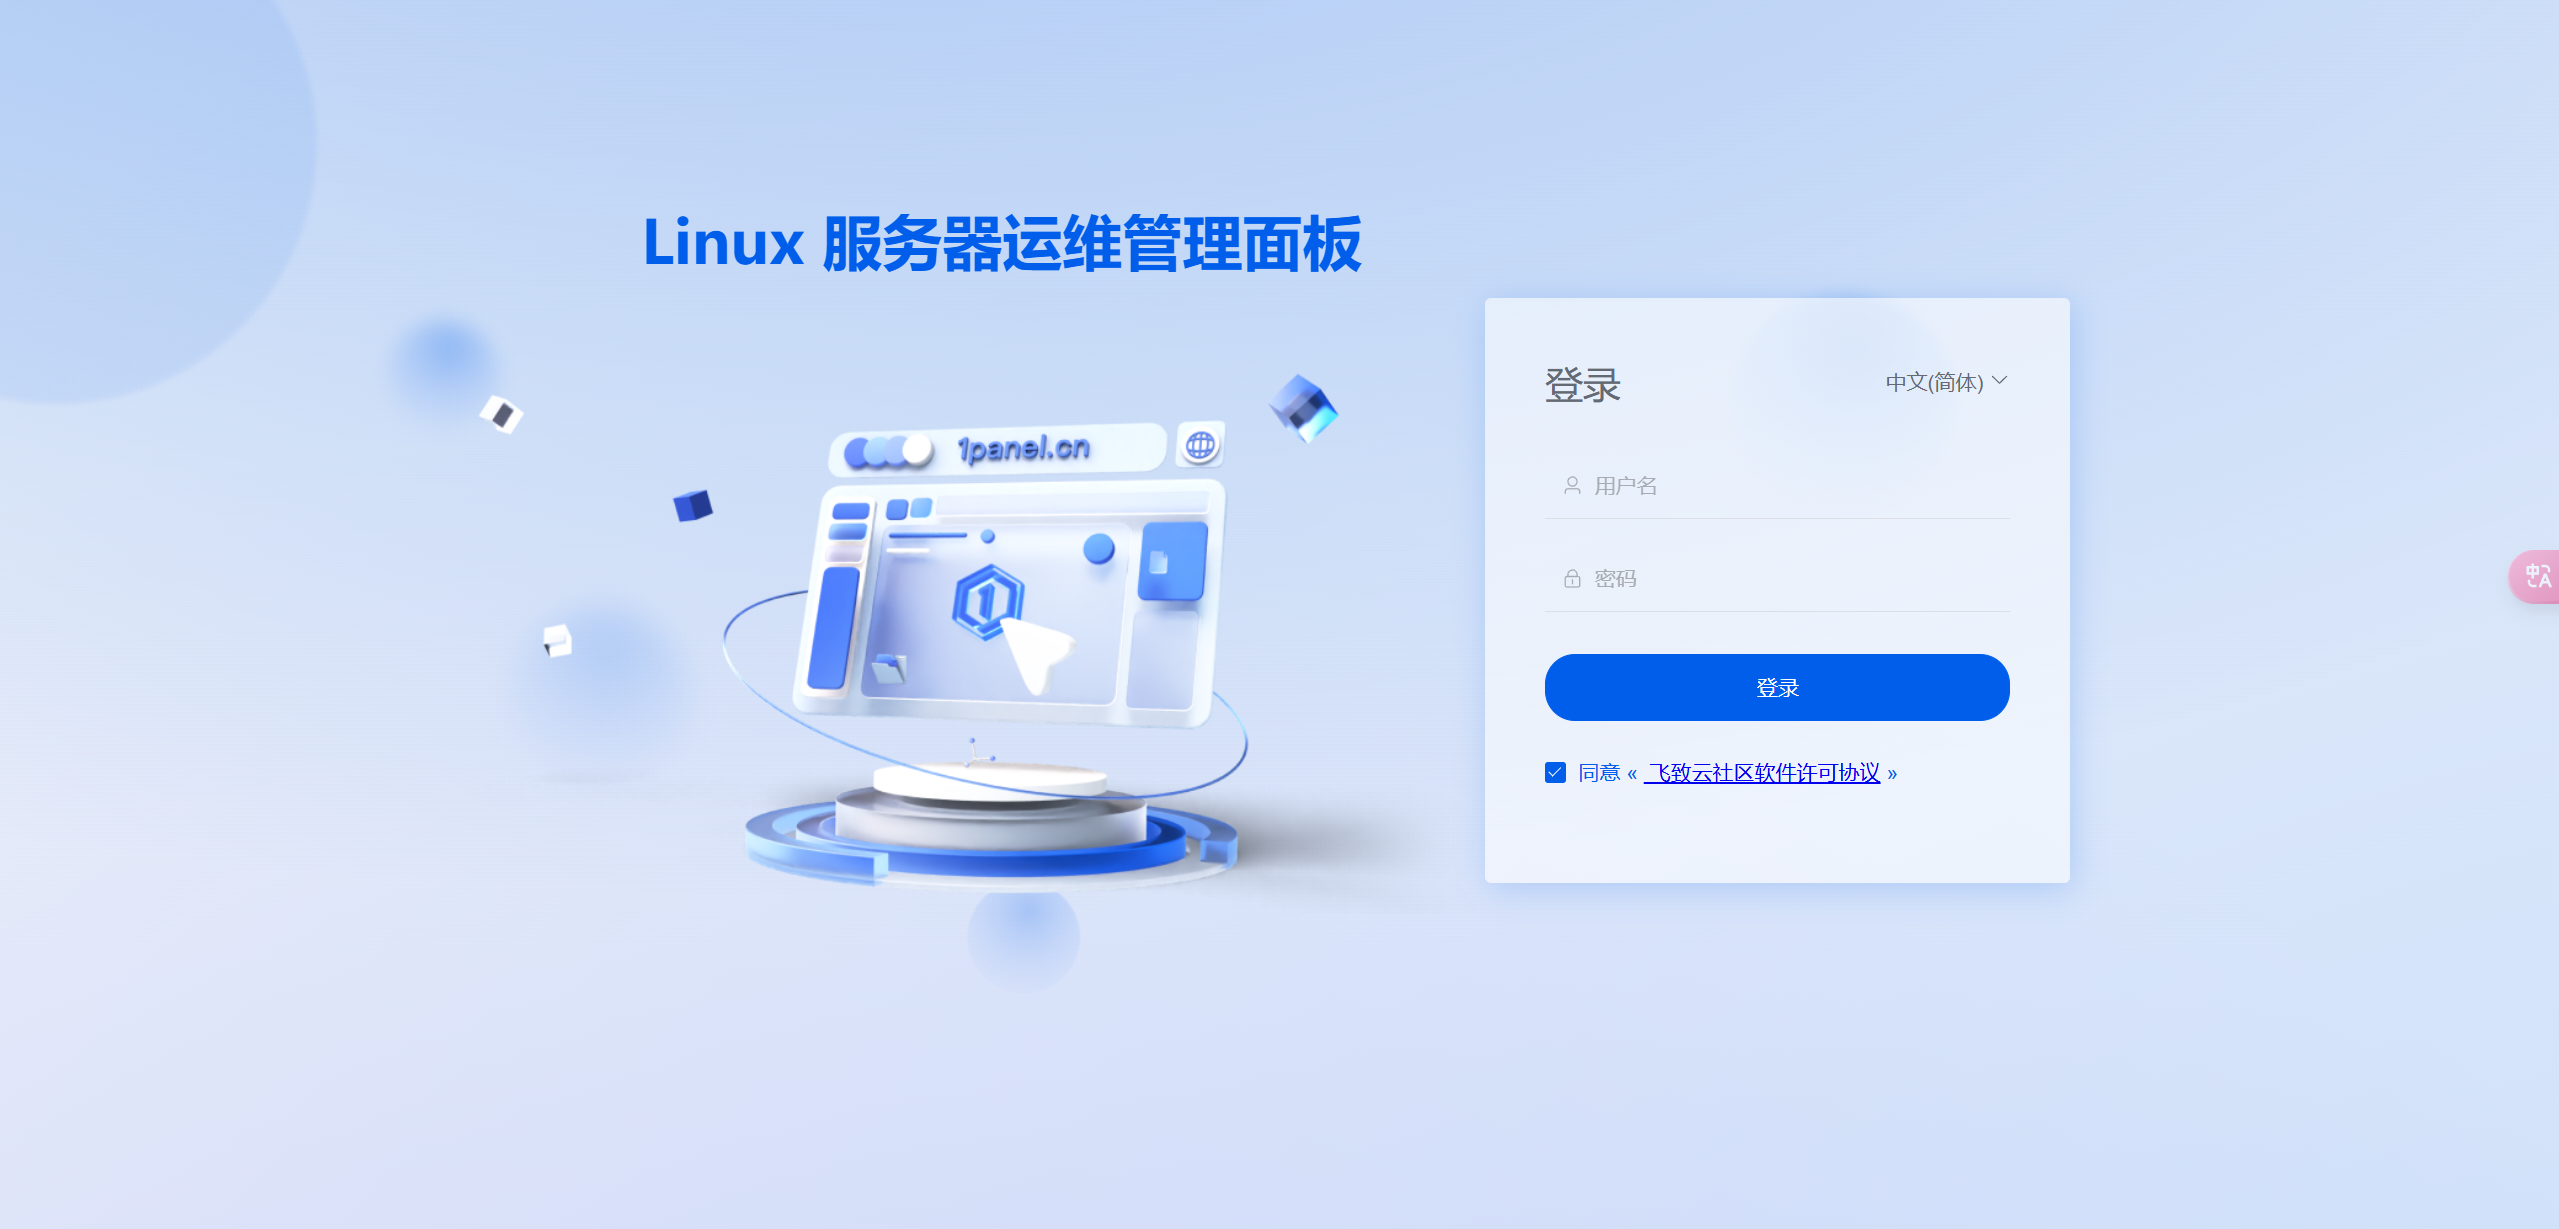 Linux 服务器运维管理面板
1panel.cn
登录
中文(简体)
用户名
密码
登录
同意 « 飞致云社区软件许可协议 »
中A